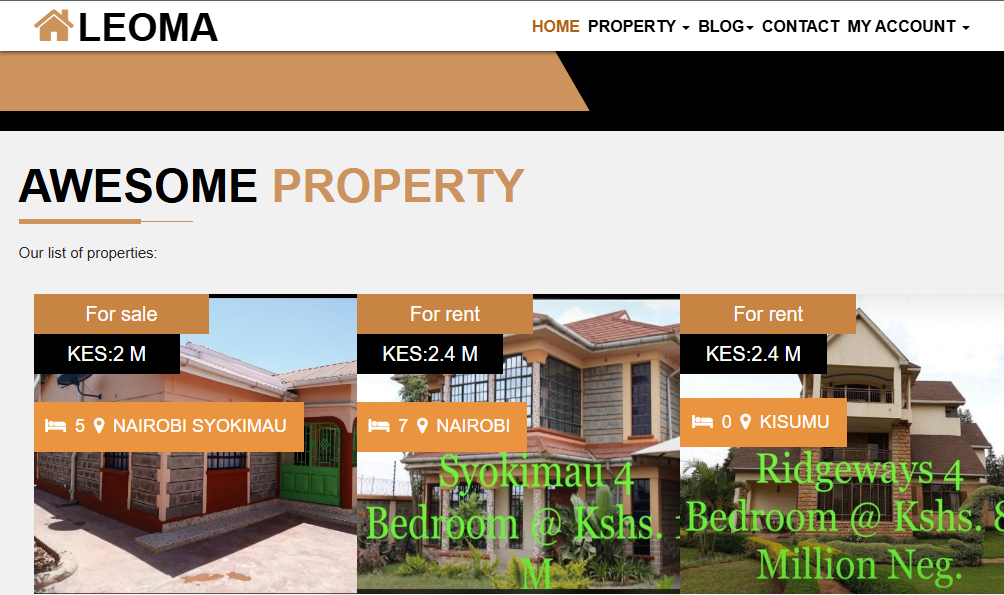 LEOMA
HOME PROPERTY BLOG CONTACT MY ACCOUNT
AWESOME PROPERTY
Our list of properties:
For sale
KES:2 M
5 NAIROBI SYOKIMAU
For rent
KES:2.4 M
7 NAIROBI
Syokimau 4
Bedroom @ Kshs.
M
For rent
KES:2.4 M
0 KISUMU
Ridgeways 4
Bedroom @ Kshs. 8
Million Neg.